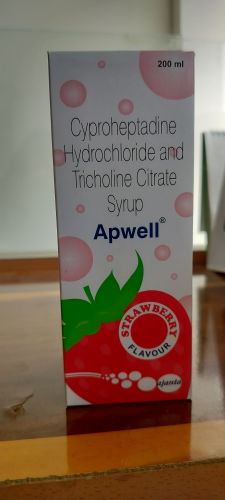 200 ml
Cyproheptadine
Hydrochloride and
Tricholine Citrate
Syrup
Apwell®
STRAWBERRY
FLAVOUR
ajanta